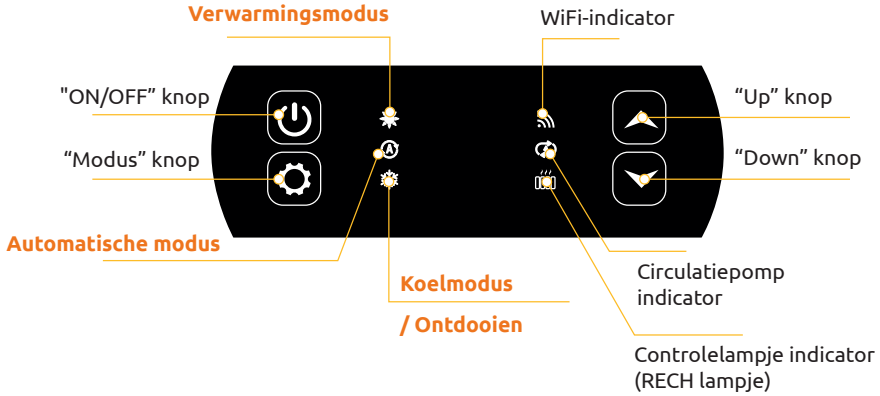 Verwarmingsmodus
WiFi-indicator
"ON/OFF” knop
“Up” knop
“Modus” knop
“Down” knop
A
Automatische modus
Koelmodus
/ Ontdooien
Circulatiepomp
indicator
Controlelampje indicator
(RECH lampje)